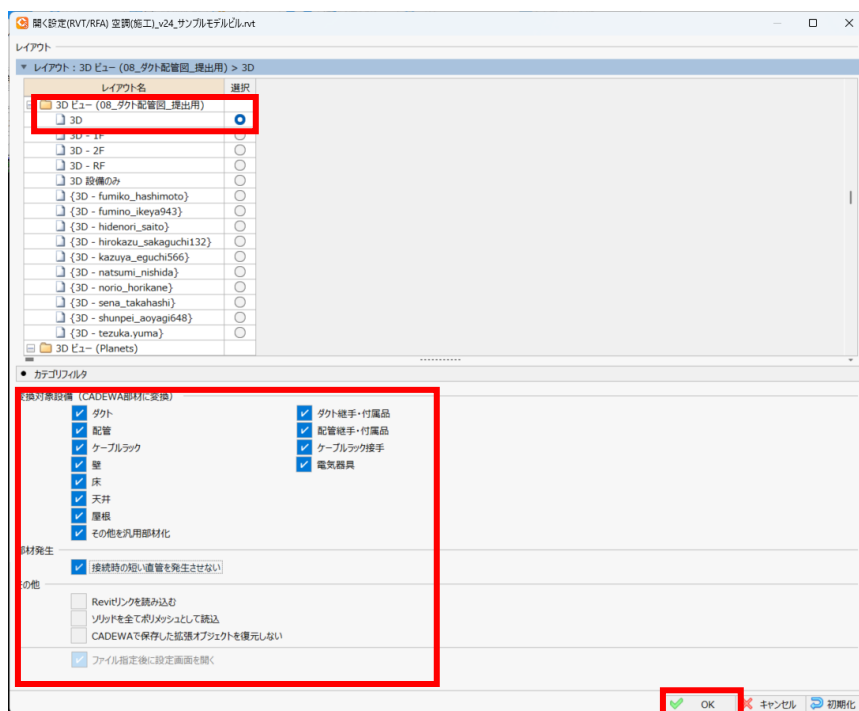 開く設定(RVT/RFA) 空調(施工)_v24_サンプルモデルビル.rvt
レイアウト
レイアウト : 3D ビュー (08_ダクト配管図_提出用) > 3D
レイアウト名 選択
3D ビュー (08_ダクト配管図_提出用)
3D
3D - 1F
3D - 2F
3D - RF
3D 設備のみ
{3D - fumiko_hashimoto}
{3D - fumino_ikeya943}
{3D - hidenori_saito}
{3D - hirokazu_sakaguchi132}
{3D - kazuya_eguchi566}
{3D - natsumi_nishida}
{3D - norio_horikane}
{3D - sena_takahashi}
{3D - shunpei_aoyagi648}
{3D - tezuka.yuma}
3D ビュー (Planets)
カテゴリフィルタ
変換対象設備 (CADEWA部材に変換)
ダクト ダクト継手・付属品
配管 配管継手・付属品
ケーブルラック ケーブルラック接手
壁 電気器具
床
天井
屋根
その他を汎用部材化
部材発生
接続時の短い直管を発生させない
その他
Revitリンクを読み込む
ソリッドを全てポリメッシュとして読込
CADEWAで保存した拡張オブジェクトを復元しない
ファイル指定後に設定画面を開く
OK キャンセル 初期化